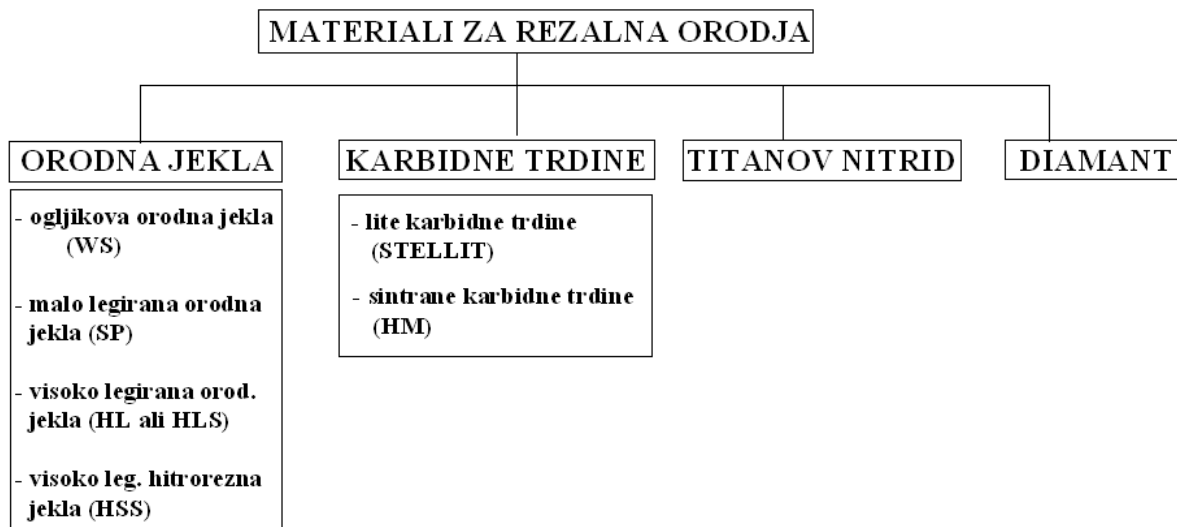 MATERIALI ZA REZALNA ORODJA
ORODNA JEKLA
KARBIDNE TRDINE
TITANOV NITRID
DIAMANT
- ogljikova orodna jekla
(WS)
- malo legirana orodna
jekla (SP)
- visoko legirana orod.
jekla (HL ali HLS)
- visoko leg. hitrorezna
jekla (HSS)
- lite karbidne trdine
(STELLIT)
- sintrane karbidne trdine
(HM)